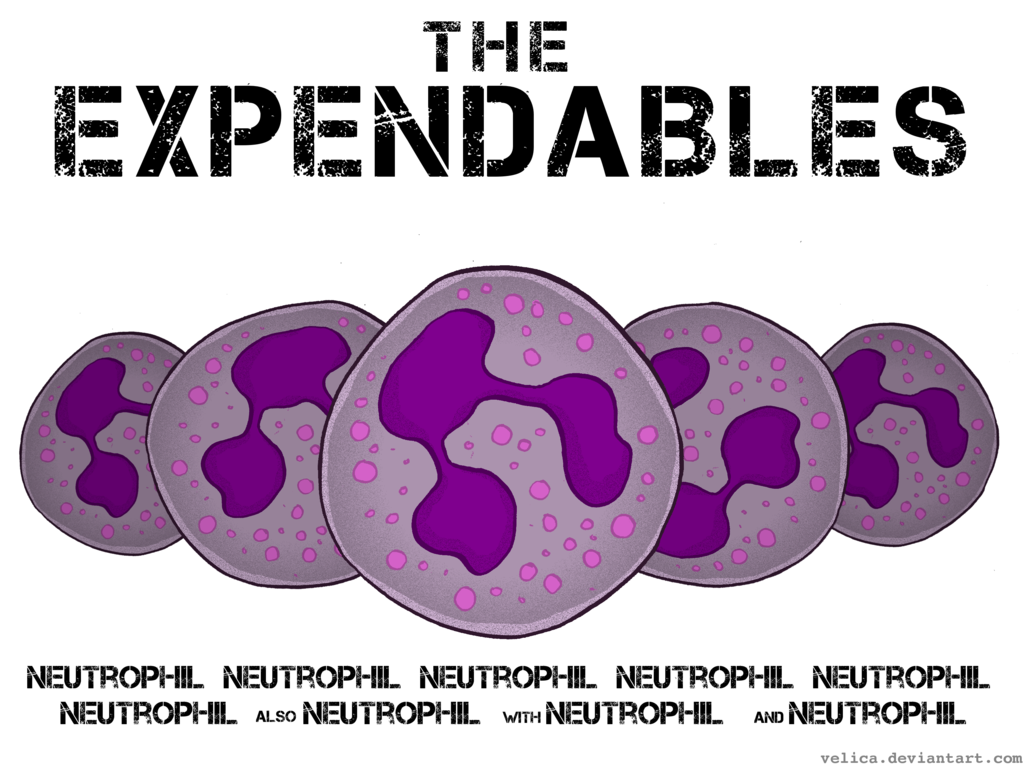 THE
EXPENDABLES
NEUTROPHIL NEUTROPHIL NEUTROPHIL NEUTROPHIL NEUTROPHIL
NEUTROPHIL ALSO NEUTROPHIL WITH NEUTROPHIL AND NEUTROPHIL
velica.deviantart.com